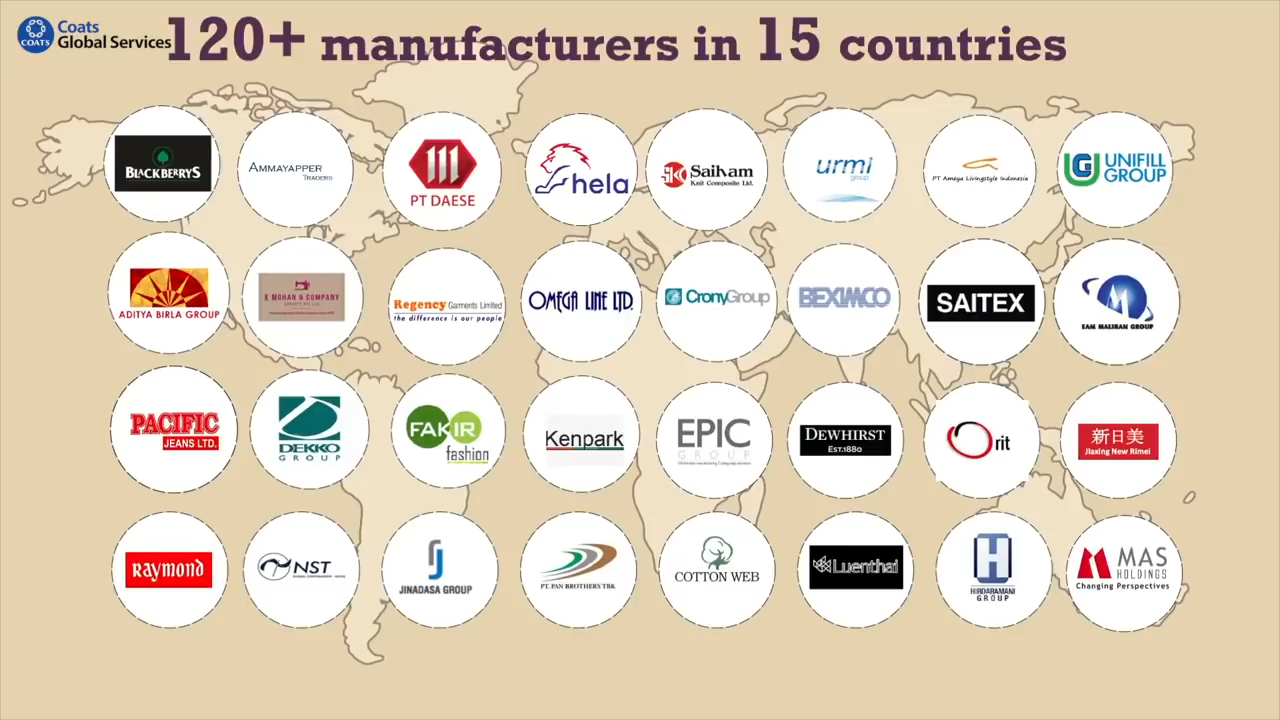 COATS
Coats
Global Services
120+ manufacturers in 15 countries
BLACKBERRYS
AMMAYAPPER
TRADERS
PT DAESE
hela
Saiham
Knit Composite Ltd.
urmi
group
PT Ameya Livingstyle Indonesia
UG
UNIFILL
GROUP
ADITYA BIRLA GROUP
K MOHAN & COMPANY
Regency Garments Limited
the difference is our people
OMEGA LINE LTD.
CronyGroup
BEXIMCO
SAITEX
EAM MALIBAN GROUP
PACIFIC
JEANS LTD.
DEKKO
GROUP
FAKIR
fashion
Kenpark
EPIC
GROUP
DEWHIRST
EST.1880
Orit
新日美
Jiaxing New Rimei
Raymond
NST
JINADASA GROUP
PT. PAN BROTHERS TBK
COTTON WEB
Luenthai
H
HIRDARAMANI
GROUP
MAS
HOLDINGS
Changing Perspectives